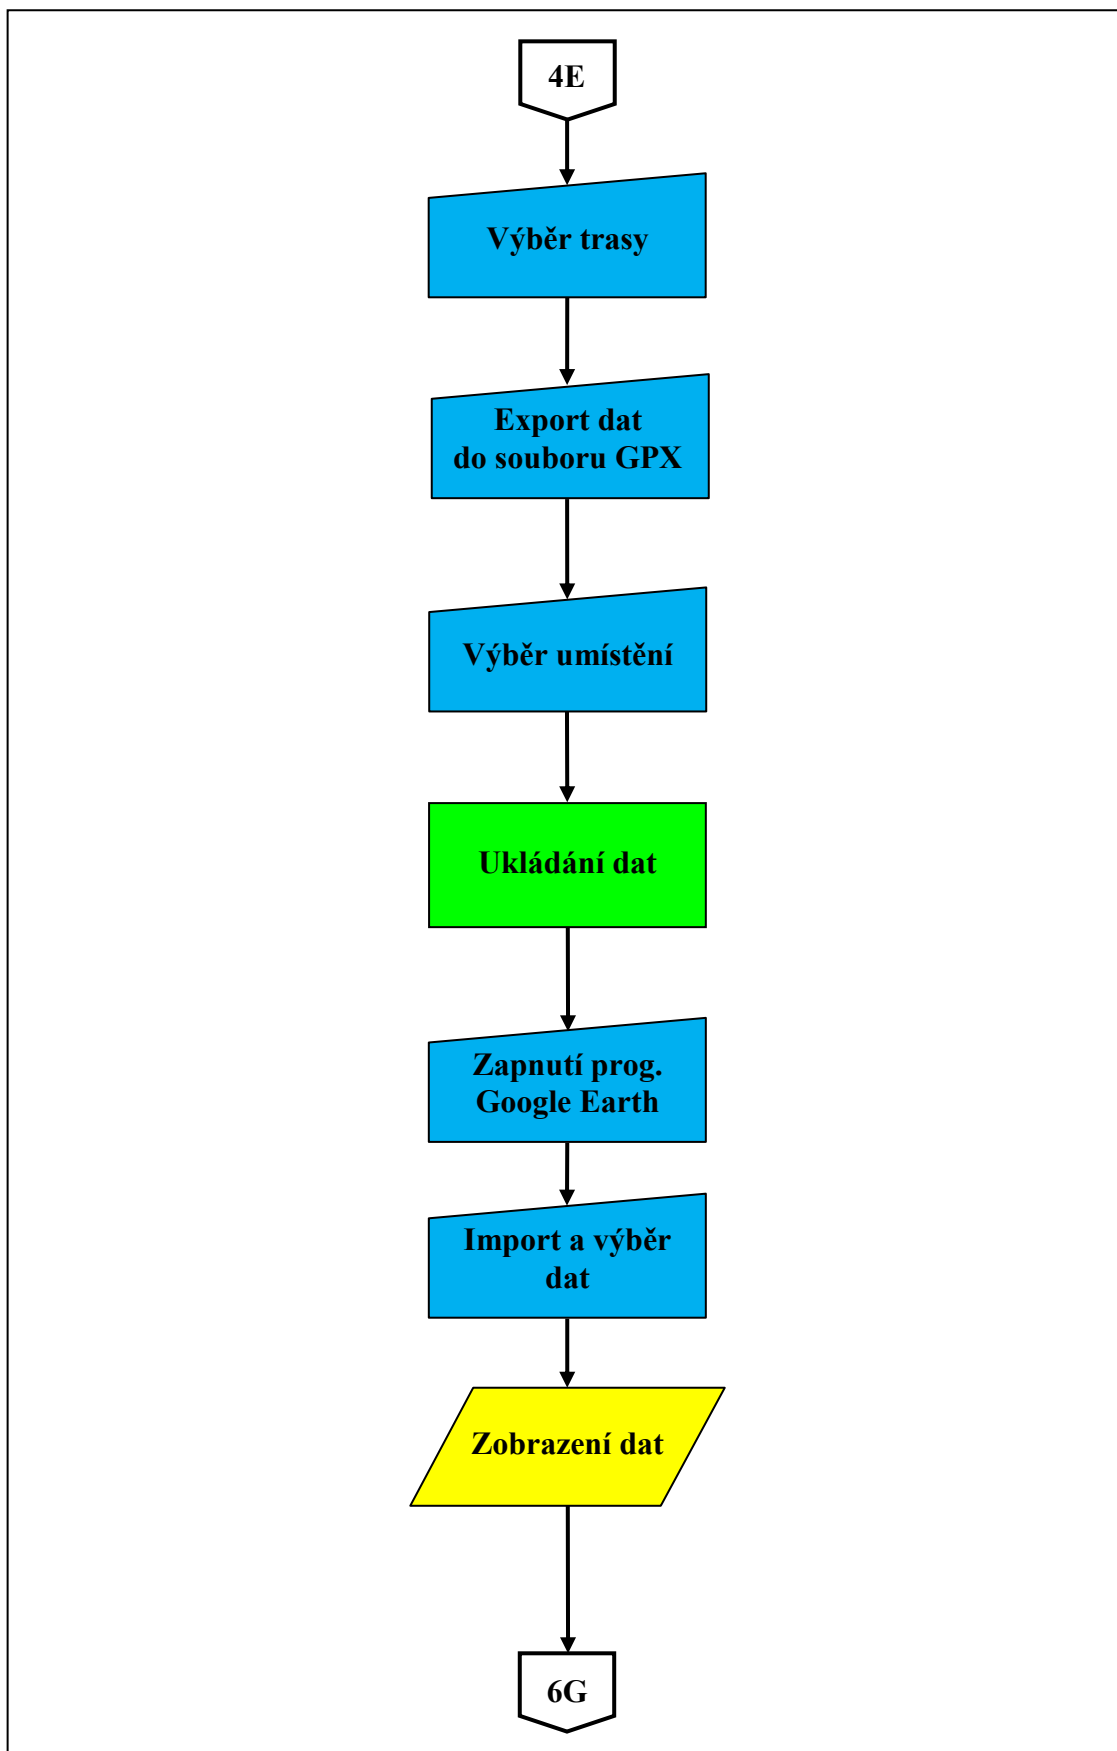 4E
Výběr trasy
Export dat
do souboru GPX
Výběr umístění
Ukládání dat
Zapnutí prog.
Google Earth
Import a výběr
dat
Zobrazení dat
6G